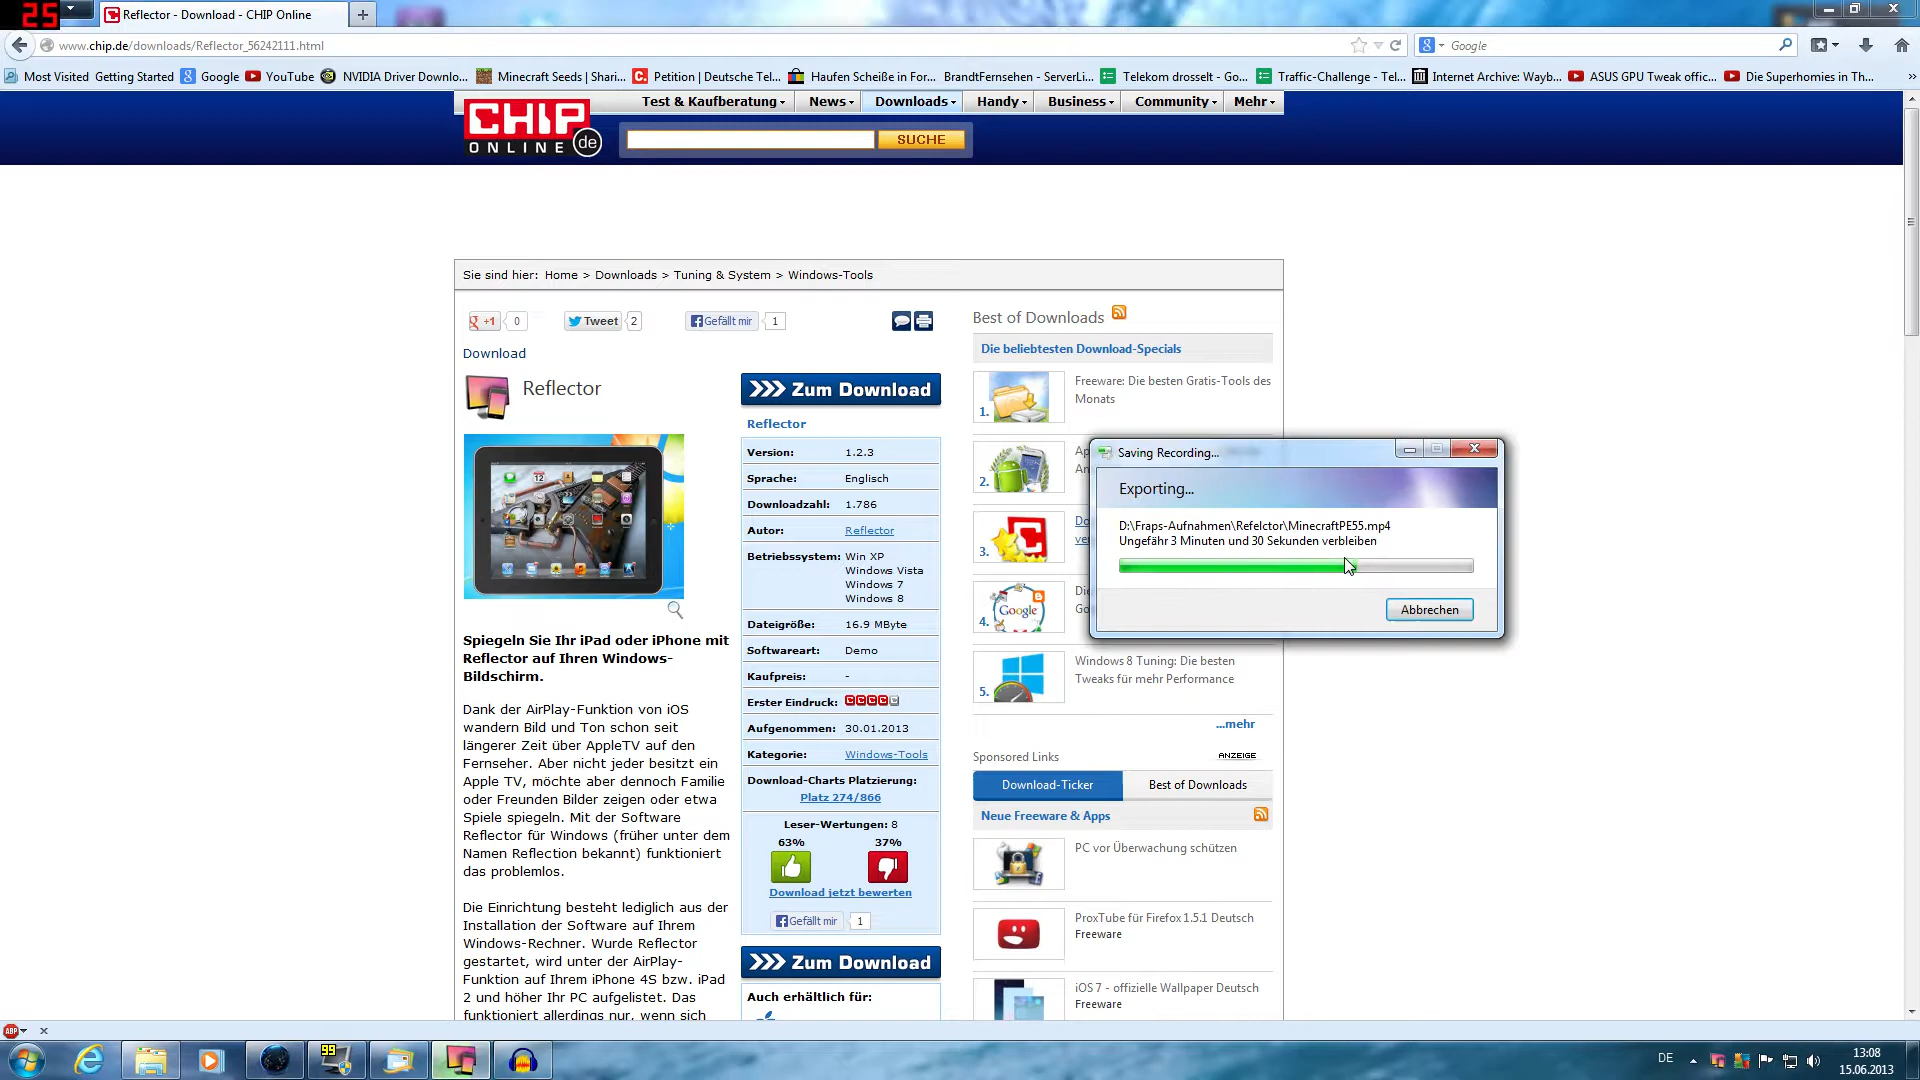 25
Reflector - Download - CHIP Online
www.chip.de/downloads/Reflector_56242111.html
Google
Most Visited Getting Started Google YouTube NVIDIA Driver Downlo... Minecraft Seeds | Shari... Petition | Deutsche Tel... Haufen Scheiße in For... BrandtFernsehen - ServerLi... Telekom drosselt - Go... Traffic-Challenge - Tel... Internet Archive: Wayb... ASUS GPU Tweak offic... Die Superhomies in Th...
CHIP ONLINE de
Test & Kaufberatung News Downloads Handy Business Community Mehr
SUCHE
Sie sind hier: Home > Downloads > Tuning & System > Windows-Tools
+1 0 Tweet 2 Gefällt mir 1
Download
Reflector
Spiegeln Sie Ihr iPad oder iPhone mit
Reflector auf Ihren Windows-
Bildschirm.
Dank der AirPlay-Funktion von iOS
wandern Bild und Ton schon seit
längerer Zeit über AppleTV auf den
Fernseher. Aber nicht jeder besitzt ein
Apple TV, möchte aber dennoch Familie
oder Freunden Bilder zeigen oder etwa
Spiele spiegeln. Mit der Software
Reflector für Windows (früher unter dem
Namen Reflection bekannt) funktioniert
das problemlos.
Die Einrichtung besteht lediglich aus der
Installation der Software auf Ihrem
Windows-Rechner. Wurde Reflector
gestartet, wird unter der AirPlay-
Funktion auf Ihrem iPhone 4S bzw. iPad
2 und höher Ihr PC aufgelistet. Das
funktioniert allerdings nur, wenn sich
Zum Download
Reflector
Version: 1.2.3
Sprache: Englisch
Downloadzahl: 1.786
Autor: Reflector
Betriebssystem: Win XP
Windows Vista
Windows 7
Windows 8
Dateigröße: 16.9 MByte
Softwareart: Demo
Kaufpreis: -
Erster Eindruck:
Aufgenommen: 30.01.2013
Kategorie: Windows-Tools
Download-Charts Platzierung:
Platz 274/866
Leser-Wertungen: 8
63% 37%
Download jetzt bewerten
Gefällt mir 1
Zum Download
Auch erhältlich für:
Best of Downloads
Die beliebtesten Download-Specials
1. Freeware: Die besten Gratis-Tools des
Monats
2.
3.
4.
Google
5. Windows 8 Tuning: Die besten
Tweaks für mehr Performance
...mehr
Sponsored Links ANZEIGE
Download-Ticker Best of Downloads
Neue Freeware & Apps
PC vor Überwachung schützen
ProxTube für Firefox 1.5.1 Deutsch
Freeware
iOS 7 - offizielle Wallpaper Deutsch
Freeware
Saving Recording...
Exporting...
D:\Fraps-Aufnahmen\Refelctor\MinecraftPE55.mp4
Ungefähr 3 Minuten und 30 Sekunden verbleiben
Abbrechen
ABP
99
DE
13:08
15.06.2013